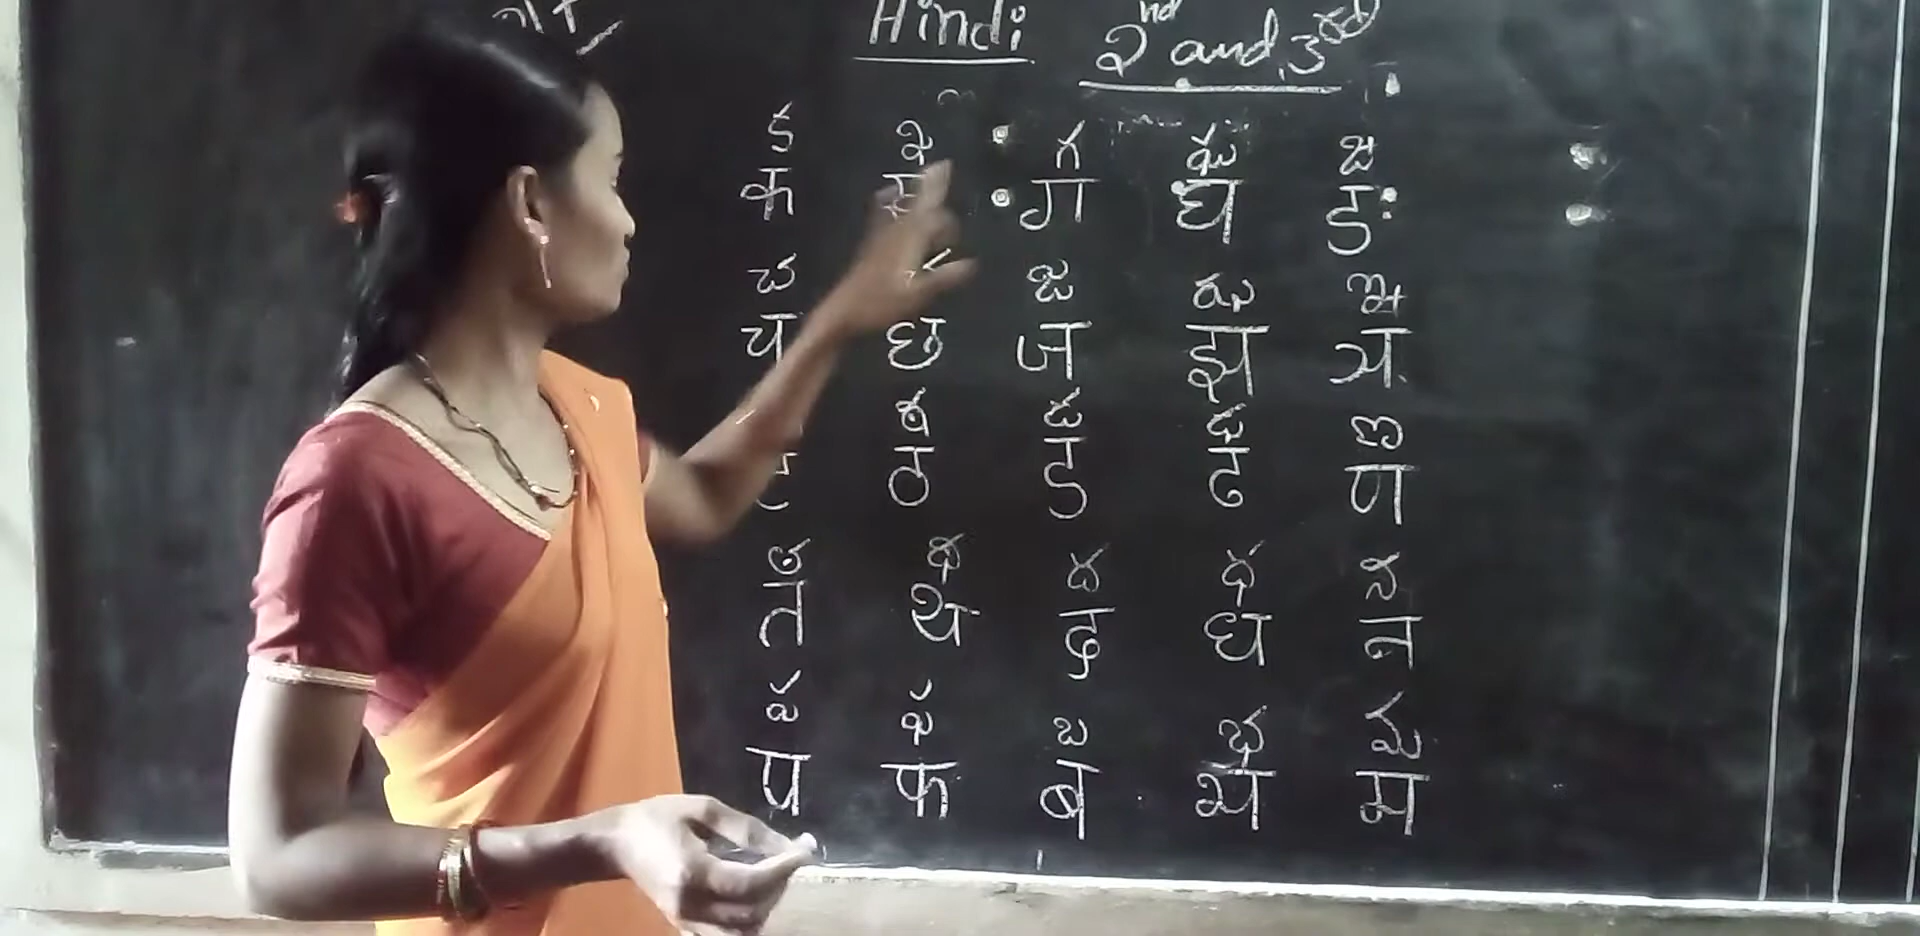 Hindi 2nd and 3rd
క ఖ గ ఘ జ
क ग घ ङ:
చ జ ఝ ఞ
च छ ज झ ञ
ఠ డ ఢ ణ
ट ठ ड ढ ण
త థ ద ధ న
त थ द ध न
ప ఫ బ భ మ
प फ ब भ म